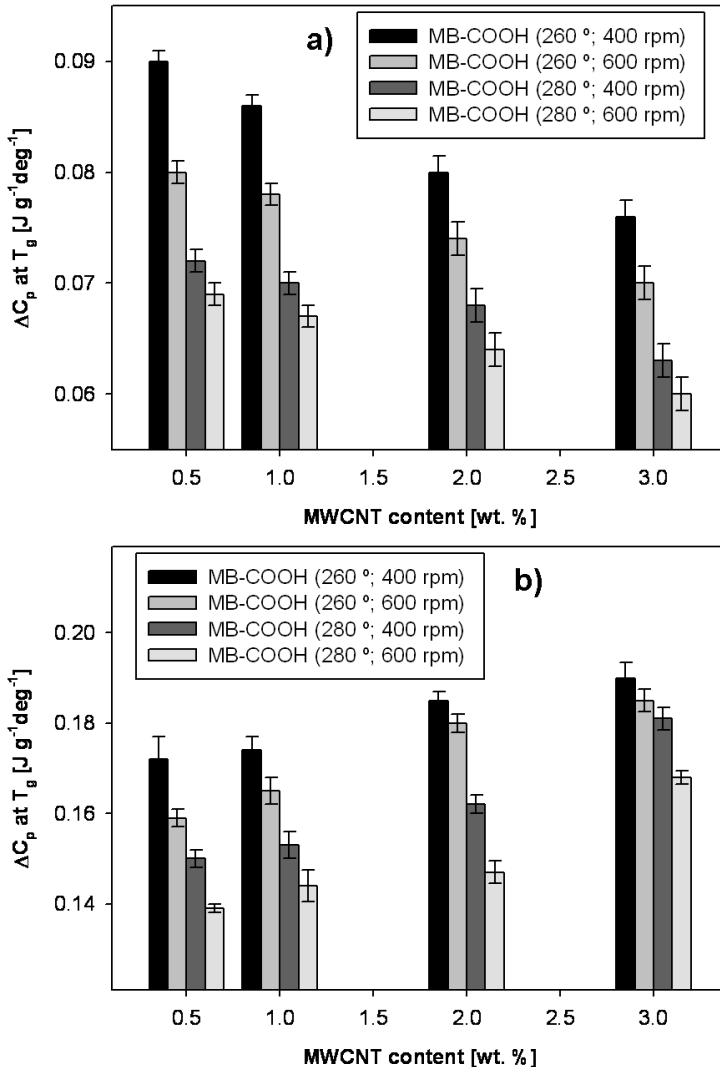 a)
MB-COOH (260 º; 400 rpm)
MB-COOH (260 º; 600 rpm)
MB-COOH (280 º; 400 rpm)
MB-COOH (280 º; 600 rpm)
0.09
0.08
0.07
0.06
ΔCp at Tg [J g-1deg-1]
0.5 1.0 1.5 2.0 2.5 3.0
MWCNT content [wt. %]
b)
MB-COOH (260 º; 400 rpm)
MB-COOH (260 º; 600 rpm)
MB-COOH (280 º; 400 rpm)
MB-COOH (280 º; 600 rpm)
0.20
0.18
0.16
0.14
ΔCp at Tg [J g-1deg-1]
0.5 1.0 1.5 2.0 2.5 3.0
MWCNT content [wt. %]